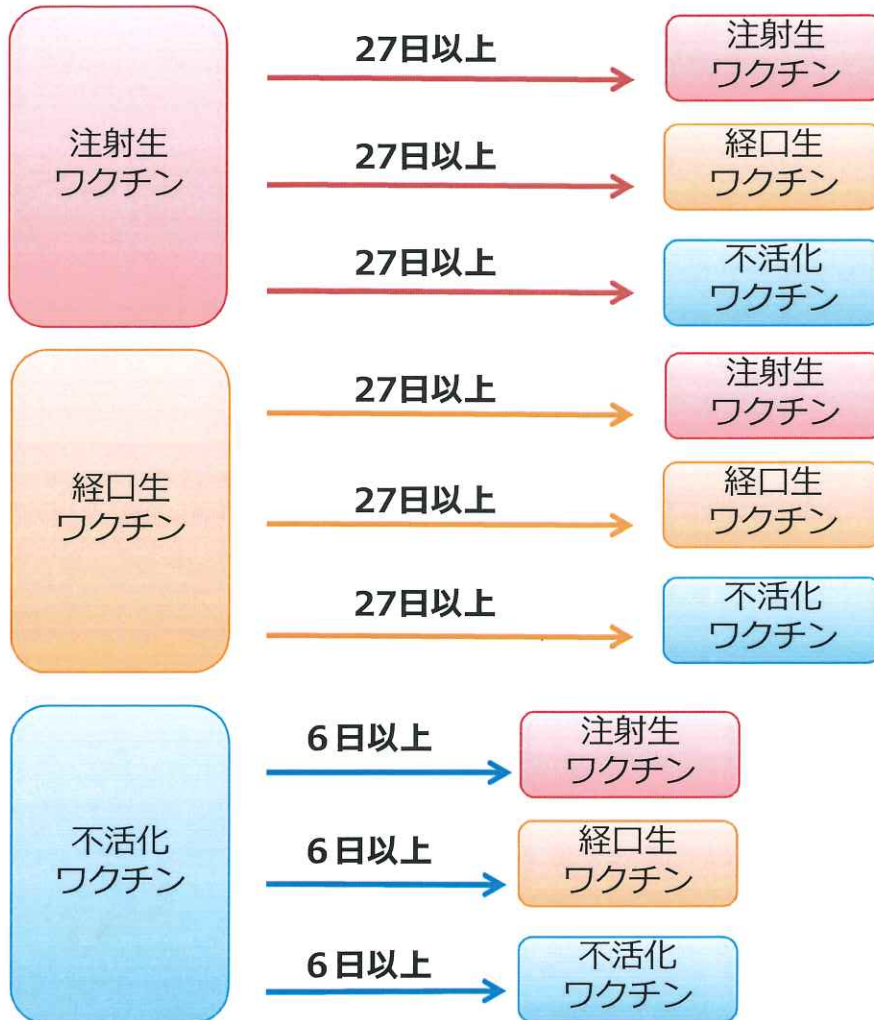 注射生
ワクチン
27日以上
注射生
ワクチン
27日以上
経口生
ワクチン
27日以上
不活化
ワクチン
経口生
ワクチン
27日以上
注射生
ワクチン
27日以上
経口生
ワクチン
27日以上
不活化
ワクチン
不活化
ワクチン
6日以上
注射生
ワクチン
6日以上
経口生
ワクチン
6日以上
不活化
ワクチン